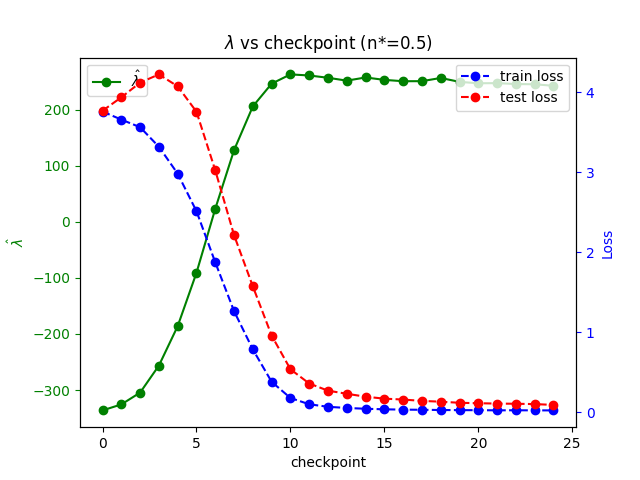 λ vs checkpoint (n*=0.5)
λ̂
train loss
test loss
200
100
0
−100
−200
−300
λ̂
4
3
2
1
0
Loss
0
5
10
15
20
25
checkpoint